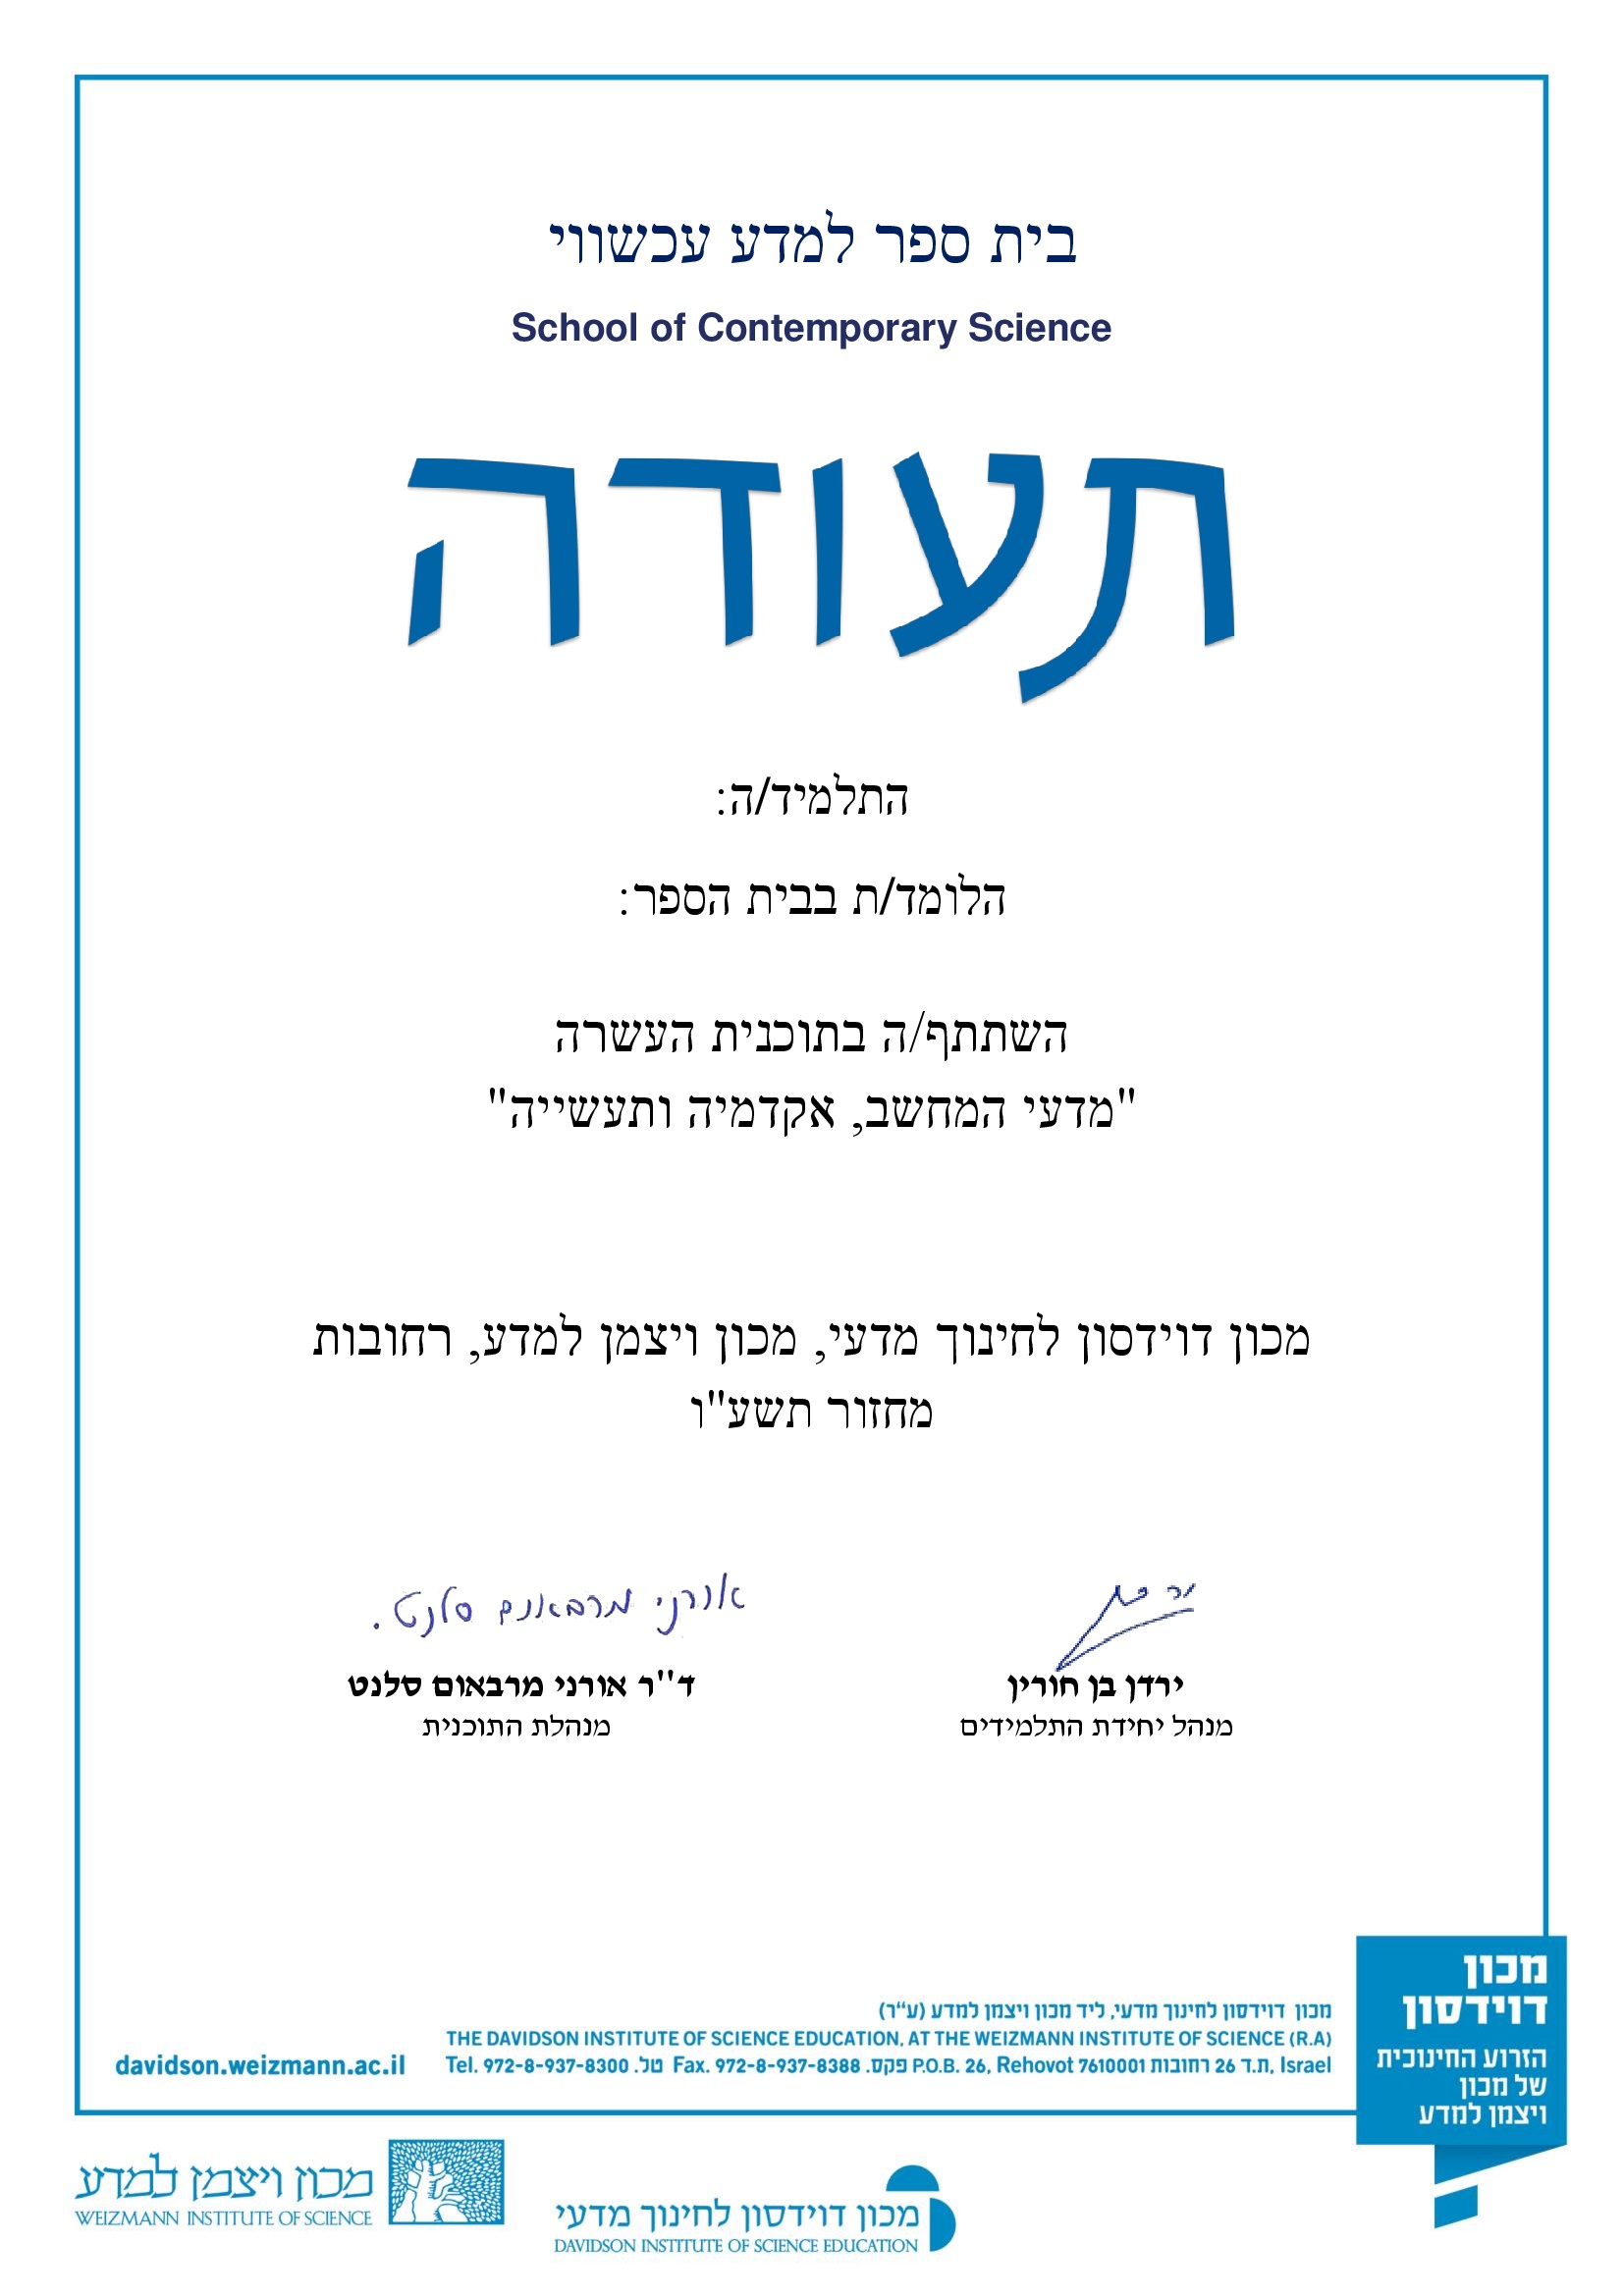 בית ספר למדע עכשווי
School of Contemporary Science
תעודה
התלמיד/ה:
הלומד/ת בבית הספר:
השתתף/ה בתוכנית העשרה
"מדעי המחשב, אקדמיה ותעשייה"
מכון דוידסון לחינוך מדעי, מכון ויצמן למדע, רחובות
מחזור תשע"ו
אורני מרבאום סלנט.
ירדן בן חורין
מנהל יחידת התלמידים
ד''ר אורני מרבאום סלנט
מנהלת התוכנית
מכון דוידסון לחינוך מדעי, ליד מכון ויצמן למדע (ע"ר)
THE DAVIDSON INSTITUTE OF SCIENCE EDUCATION, AT THE WEIZMANN INSTITUTE OF SCIENCE (R.A)
Tel. 972-8-937-8300 טל. Fax. 972-8-937-8388 פקס. P.O.B. 26, Rehovot 7610001 ת.ד 26 רחובות, Israel
davidson.weizmann.ac.il
מכון
דוידסון
הזרוע החינוכית
של מכון
ויצמן למדע
מכון ויצמן למדע
WEIZMANN INSTITUTE OF SCIENCE
מכון דוידסון לחינוך מדעי
DAVIDSON INSTITUTE OF SCIENCE EDUCATION